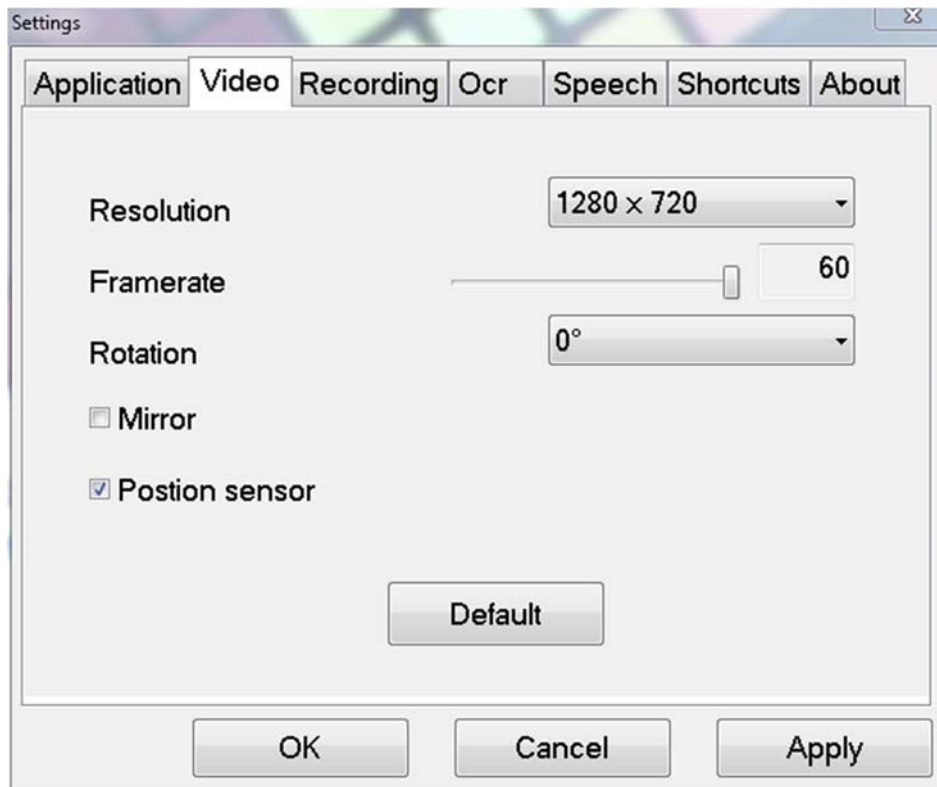 Settings
Application Video Recording Ocr Speech Shortcuts About
Resolution 1280 × 720
Framerate 60
Rotation 0°
Mirror
Postion sensor
Default
OK Cancel Apply